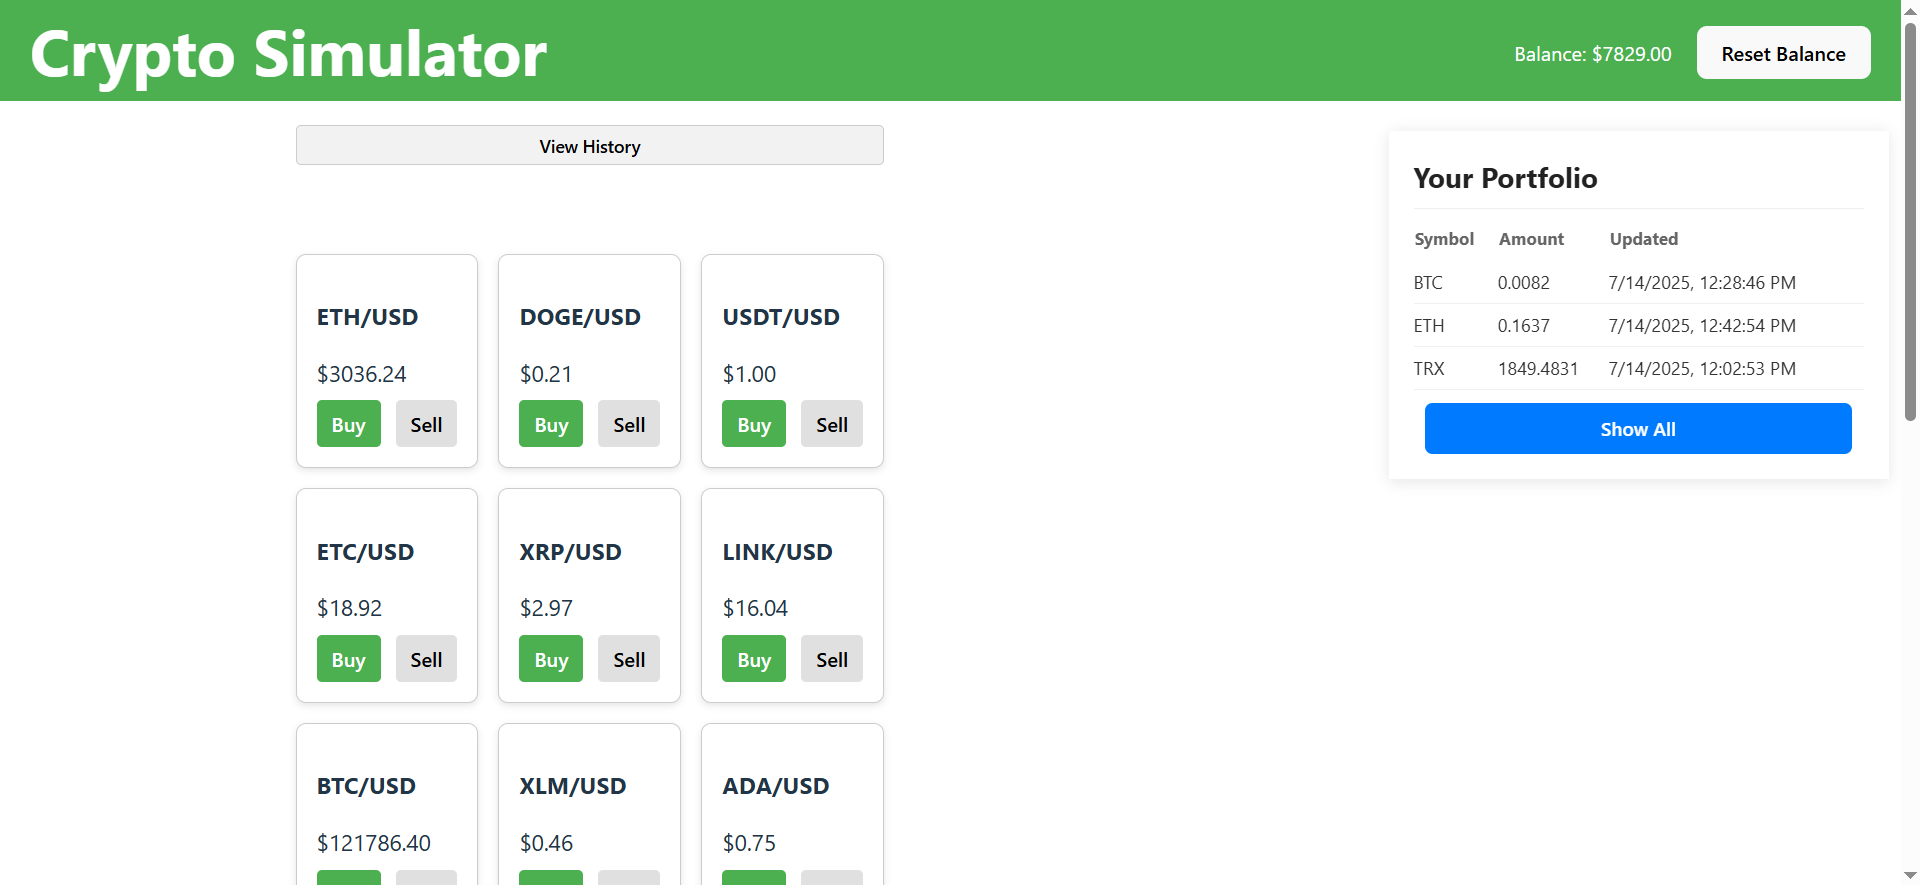 Crypto Simulator
Balance: $7829.00
Reset Balance
View History
ETH/USD
$3036.24
Buy Sell
DOGE/USD
$0.21
Buy Sell
USDT/USD
$1.00
Buy Sell
ETC/USD
$18.92
Buy Sell
XRP/USD
$2.97
Buy Sell
LINK/USD
$16.04
Buy Sell
BTC/USD
$121786.40
XLM/USD
$0.46
ADA/USD
$0.75
Your Portfolio
Symbol Amount Updated
BTC 0.0082 7/14/2025, 12:28:46 PM
ETH 0.1637 7/14/2025, 12:42:54 PM
TRX 1849.4831 7/14/2025, 12:02:53 PM
Show All